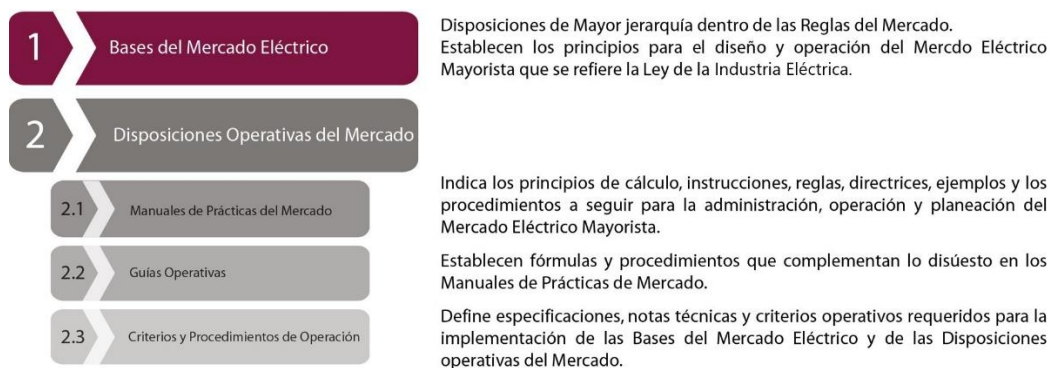 1 Bases del Mercado Eléctrico
Disposiciones de Mayor jerarquía dentro de las Reglas del Mercado.
Establecen los principios para el diseño y operación del Mercdo Eléctrico
Mayorista que se refiere la Ley de la Industria Eléctrica.
2 Disposiciones Operativas del Mercado
2.1 Manuales de Prácticas del Mercado
Indica los principios de cálculo, instrucciones, reglas, directrices, ejemplos y los
procedimientos a seguir para la administración, operación y planeación del
Mercado Eléctrico Mayorista.
2.2 Guías Operativas
Establecen fórmulas y procedimientos que complementan lo disúesto en los
Manuales de Prácticas de Mercado.
2.3 Criterios y Procedimientos de Operación
Define especificaciones, notas técnicas y criterios operativos requeridos para la
implementación de las Bases del Mercado Eléctrico y de las Disposiciones
operativas del Mercado.